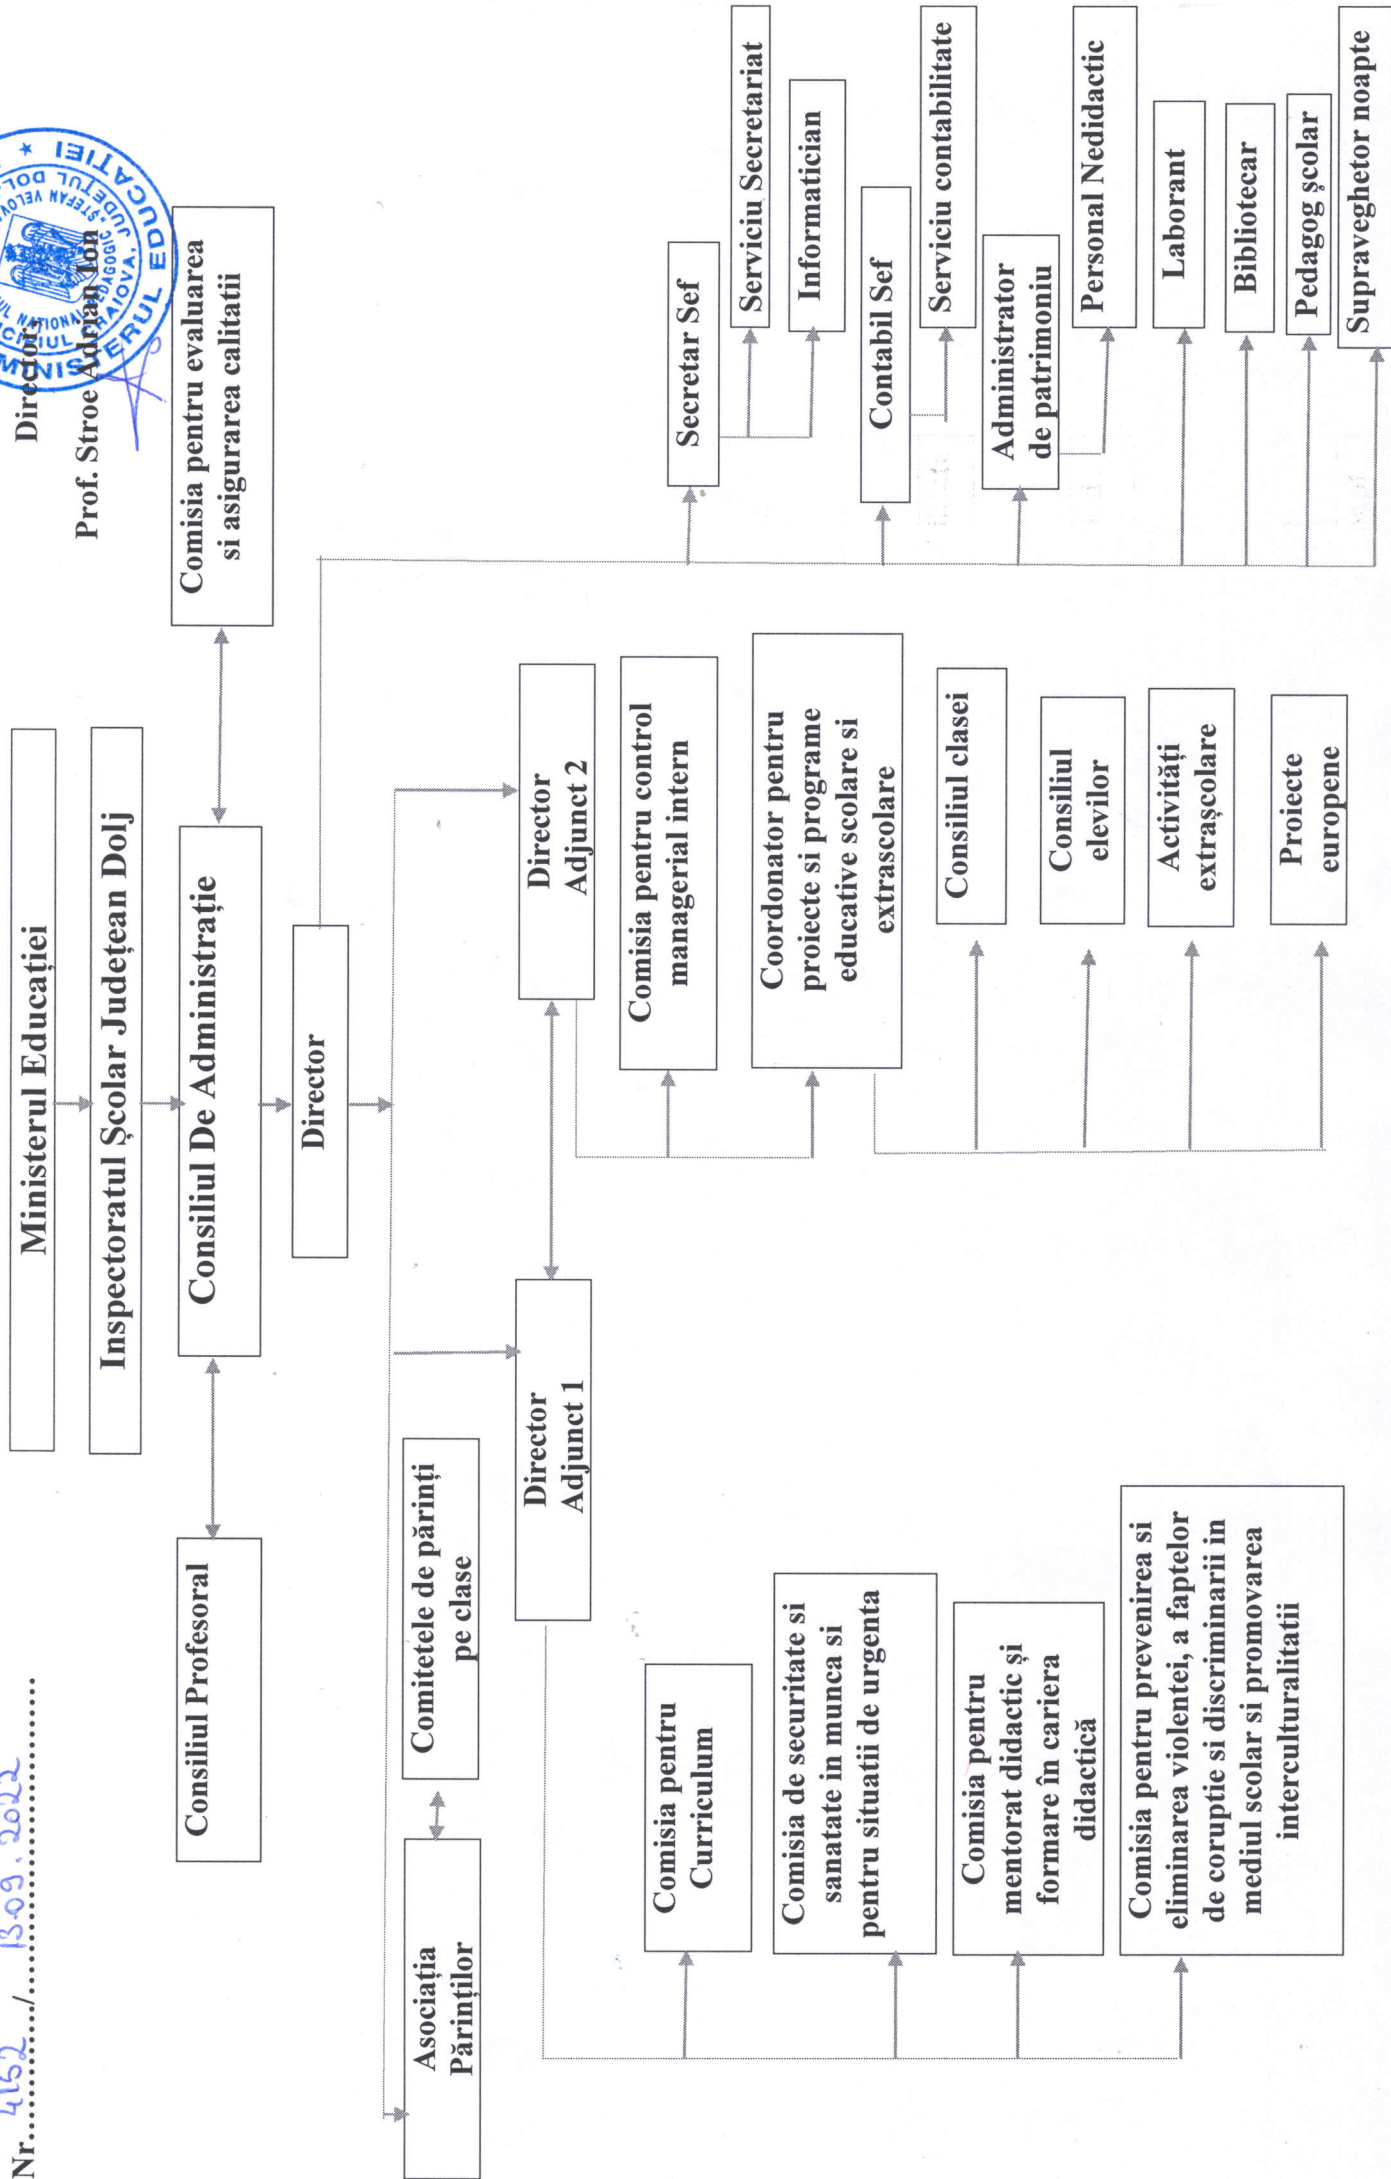 Nr. 4152 / 13.09.2022
Director,
Prof. Stroe Adrian Ion
MINISTERUL EDUCATIEI
Ministerul Educației
Inspectoratul Școlar Județean Dolj
Consiliul Profesoral
Consiliul De Administrație
Comisia pentru evaluarea
si asigurarea calitatii
Director
Asociația
Părinților
Comitetele de părinți
pe clase
Director
Adjunct 1
Director
Adjunct 2
Comisia pentru
Curriculum
Comisia de securitate si
sanatate in munca si
pentru situatii de urgenta
Comisia pentru
mentorat didactic și
formare în cariera
didactică
Comisia pentru prevenirea si
eliminarea violentei, a faptelor
de coruptie si discriminarii in
mediul scolar si promovarea
interculturalitatii
Comisia pentru control
managerial intern
Coordonator pentru
proiecte si programe
educative scolare si
extrascolare
Consiliul clasei
Consiliul
elevilor
Activități
extrașcolare
Proiecte
europene
Secretar Sef
Serviciu Secretariat
Informatician
Contabil Sef
Serviciu contabilitate
Administrator
de patrimoniu
Personal Nedidactic
Laborant
Bibliotecar
Pedagog școlar
Supraveghetor noapte